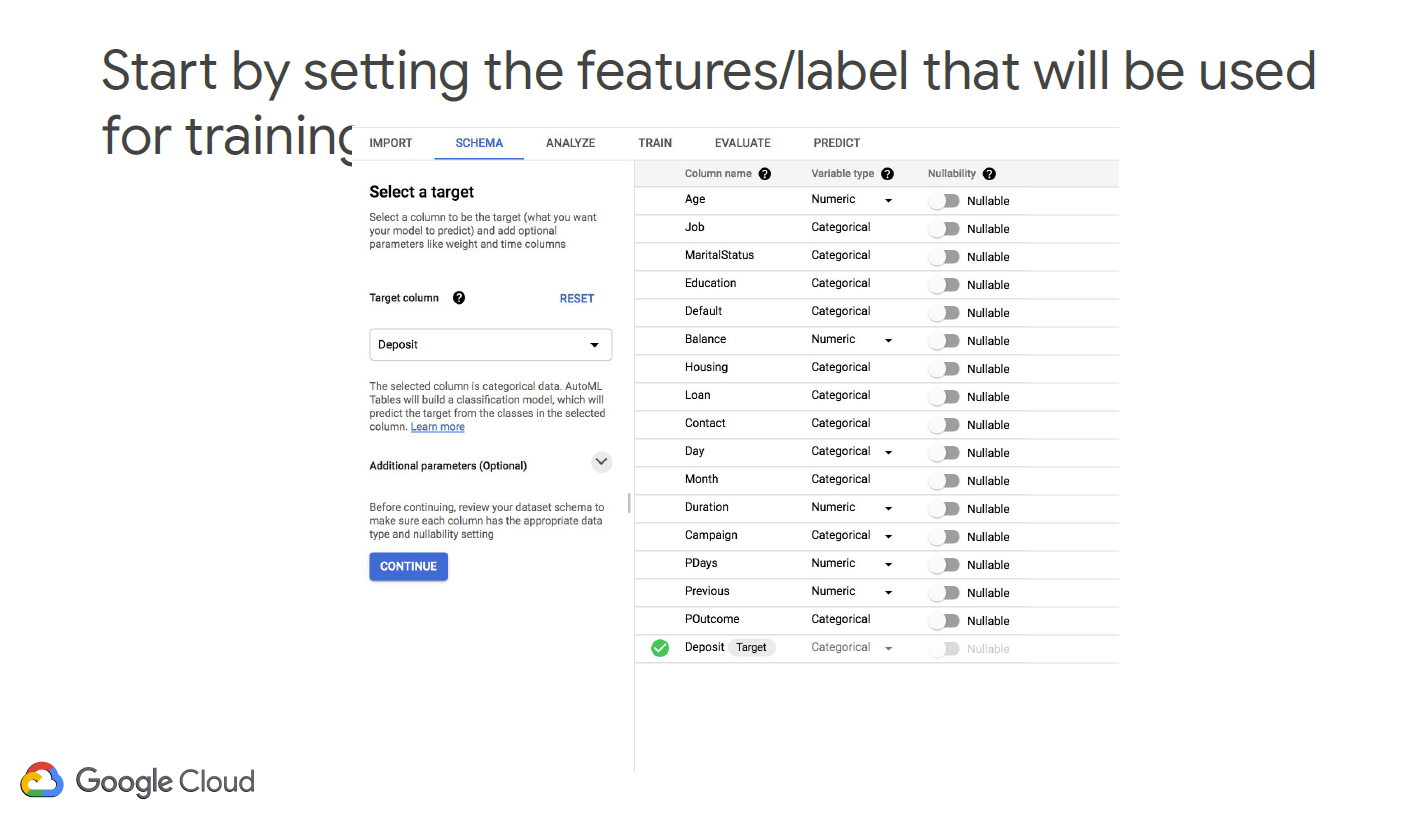 Start by setting the features/label that will be used
for training
IMPORT SCHEMA ANALYZE TRAIN EVALUATE PREDICT
Select a target
Select a column to be the target (what you want
your model to predict) and add optional
parameters like weight and time columns
Target column ? RESET
Deposit
The selected column is categorical data. AutoML
Tables will build a classification model, which will
predict the target from the classes in the selected
column. Learn more
Additional parameters (Optional)
Before continuing, review your dataset schema to
make sure each column has the appropriate data
type and nullability setting
CONTINUE
Column name ? Variable type ? Nullability ?
Age Numeric Nullable
Job Categorical Nullable
MaritalStatus Categorical Nullable
Education Categorical Nullable
Default Categorical Nullable
Balance Numeric Nullable
Housing Categorical Nullable
Loan Categorical Nullable
Contact Categorical Nullable
Day Categorical Nullable
Month Categorical Nullable
Duration Numeric Nullable
Campaign Categorical Nullable
PDays Numeric Nullable
Previous Numeric Nullable
POutcome Categorical Nullable
Deposit Target Categorical Nullable
Google Cloud